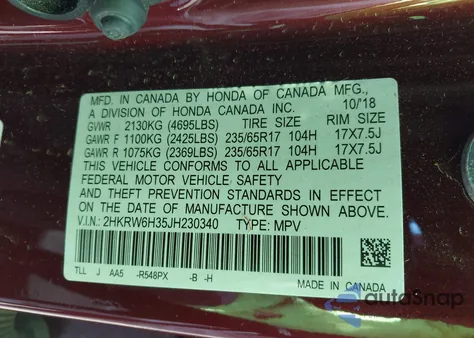 MFD. IN CANADA BY HONDA OF CANADA MFG.,
A DIVISION OF HONDA CANADA INC. 10/'18
GVWR 2130KG (4695LBS) TIRE SIZE RIM SIZE
GAWR F 1100KG (2425LBS) 235/65R17 104H 17X7.5J
GAWR R 1075KG (2369LBS) 235/65R17 104H 17X7.5J
THIS VEHICLE CONFORMS TO ALL APPLICABLE
FEDERAL MOTOR VEHICLE SAFETY
AND THEFT PREVENTION STANDARDS IN EFFECT
ON THE DATE OF MANUFACTURE SHOWN ABOVE.
V.I.N.: 2HKRW6H35JH230340 TYPE: MPV
TLL J AA5 -R548PX -B -H
MADE IN CANADA
autoSnap